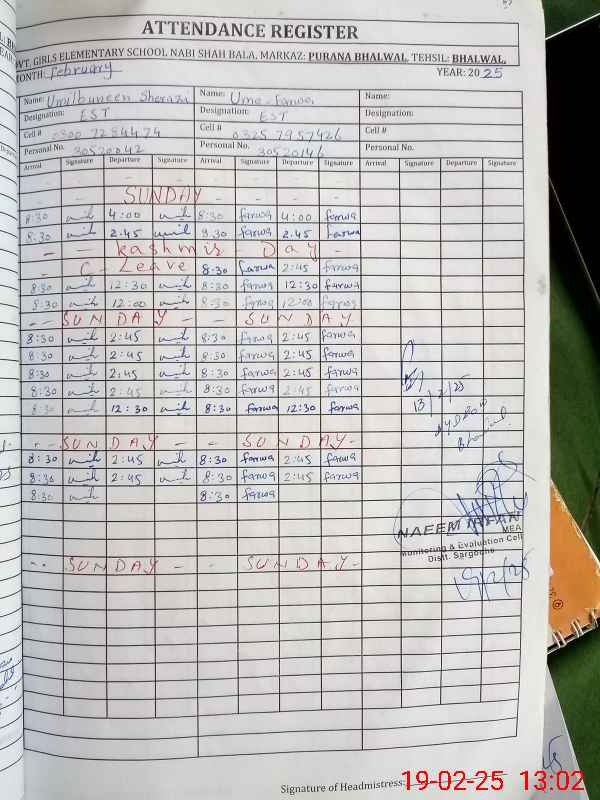 ATTENDANCE REGISTER
GOVT. GIRLS ELEMENTARY SCHOOL NABI SHAH BALA, MARKAZ: PURANA BHALWAL, TEHSIL: BHALWAL.
MONTH: february YEAR: 2025
Name: Umilbuneen Sherazi Name: Ume-farwa Name:
Designation: EST Designation: EST Designation:
Cell # 0300 7284474 Cell # 0325 7957426 Cell #
Personal No. 30520042 Personal No. 30520146 Personal No.
Arrival Signature Departure Signature Arrival Signature Departure Signature Arrival Signature Departure Signature
SUNDAY
8:30 4:00 8:30 farwa 4:00 farwa
8:30 2:45 8:30 farwa 2:45 farwa
- - Kashmir - Day -
- C-Leave 8:30 farwa 2:45 farwa
8:30 12:30 8:30 farwa 12:30 farwa
8:30 12:00 8:30 farwa 12:00 farwa
- - SUNDAY - - SUNDAY
8:30 2:45 8:30 farwa 2:45 farwa
8:30 2:45 8:30 farwa 2:45 farwa
8:30 2:45 8:30 farwa 2:45 farwa
8:30 2:45 8:30 farwa 2:45 farwa
8:30 12:30 8:30 farwa 12:30 farwa
13/2/25
- - SUNDAY - - SUNDAY -
8:30 2:45 8:30 farwa 2:45 farwa
8:30 2:45 8:30 farwa 2:45 farwa
8:30 8:30 farwa
NAEEM IRFAN
MEA
Monitoring & Evaluation Cell
Distt. Sargodha
19/2/25
- - SUNDAY - - SUNDAY -
Signature of Headmistress:
19-02-25 13:02